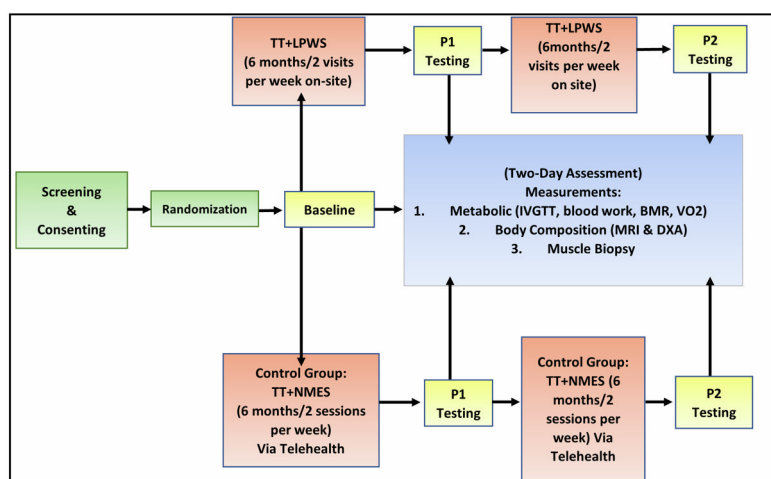 TT+LPWS
(6 months/2 visits
per week on-site)
P1
Testing
TT+LPWS
(6months/2
visits per week
on site)
P2
Testing
Screening
&
Consenting
Randomization
Baseline
(Two-Day Assessment)
Measurements:
1. Metabolic (IVGTT, blood work, BMR, VO2)
2. Body Composition (MRI & DXA)
3. Muscle Biopsy
Control Group:
TT+NMES
(6 months/2 sessions
per week)
Via Telehealth
P1
Testing
Control Group:
TT+NMES (6
months/2
sessions per
week) Via
Telehealth
P2
Testing